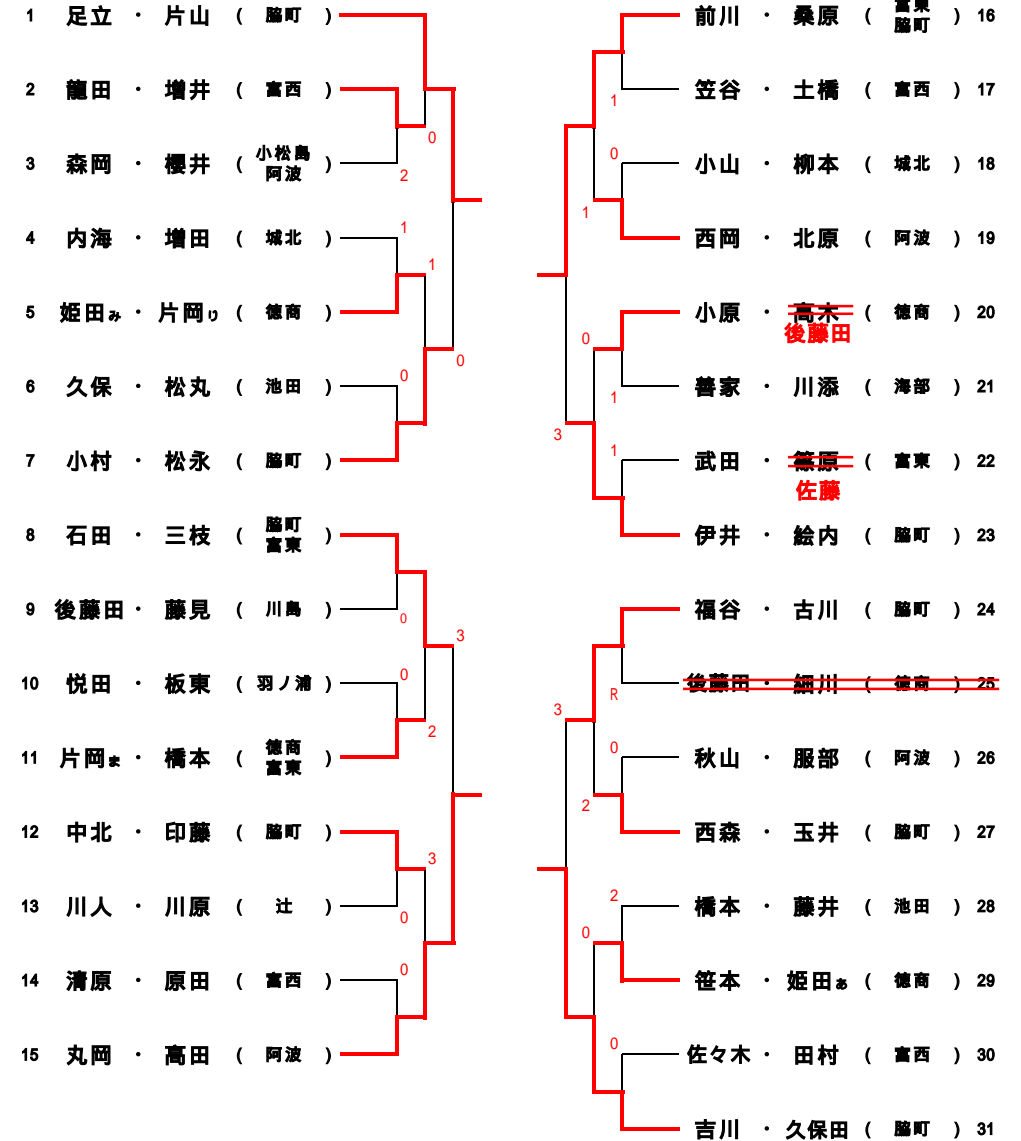 1 足立 ・ 片山 ( 脇町 )
2 龍田 ・ 増井 ( 富西 )
0
3 森岡 ・ 櫻井 ( 小松島 阿波 )
2
4 内海 ・ 増田 ( 城北 )
1
1
5 姫田み ・ 片岡り ( 徳商 )
0
6 久保 ・ 松丸 ( 池田 )
0
7 小村 ・ 松永 ( 脇町 )
8 石田 ・ 三枝 ( 脇町 富東 )
9 後藤田 ・ 藤見 ( 川島 )
0
3
10 悦田 ・ 板東 ( 羽ノ浦 )
0
2
11 片岡ま ・ 橋本 ( 徳商 富東 )
12 中北 ・ 印藤 ( 脇町 )
3
13 川人 ・ 川原 ( 辻 )
0
14 清原 ・ 原田 ( 富西 )
0
15 丸岡 ・ 高田 ( 阿波 )
前川 ・ 桑原 ( 富東 脇町 ) 16
笠谷 ・ 土橋 ( 富西 ) 17
1
0
小山 ・ 柳本 ( 城北 ) 18
1
西岡 ・ 北原 ( 阿波 ) 19
小原 ・ 高木 ( 徳商 ) 20
後藤田
0
善家 ・ 川添 ( 海部 ) 21
1
3
1
武田 ・ 篠原 ( 富東 ) 22
佐藤
伊井 ・ 絵内 ( 脇町 ) 23
福谷 ・ 古川 ( 脇町 ) 24
後藤田 ・ 細川 ( 徳商 ) 25
R
3
0
秋山 ・ 服部 ( 阿波 ) 26
2
西森 ・ 玉井 ( 脇町 ) 27
2
橋本 ・ 藤井 ( 池田 ) 28
0
笹本 ・ 姫田あ ( 徳商 ) 29
0
佐々木 ・ 田村 ( 富西 ) 30
吉川 ・ 久保田 ( 脇町 ) 31